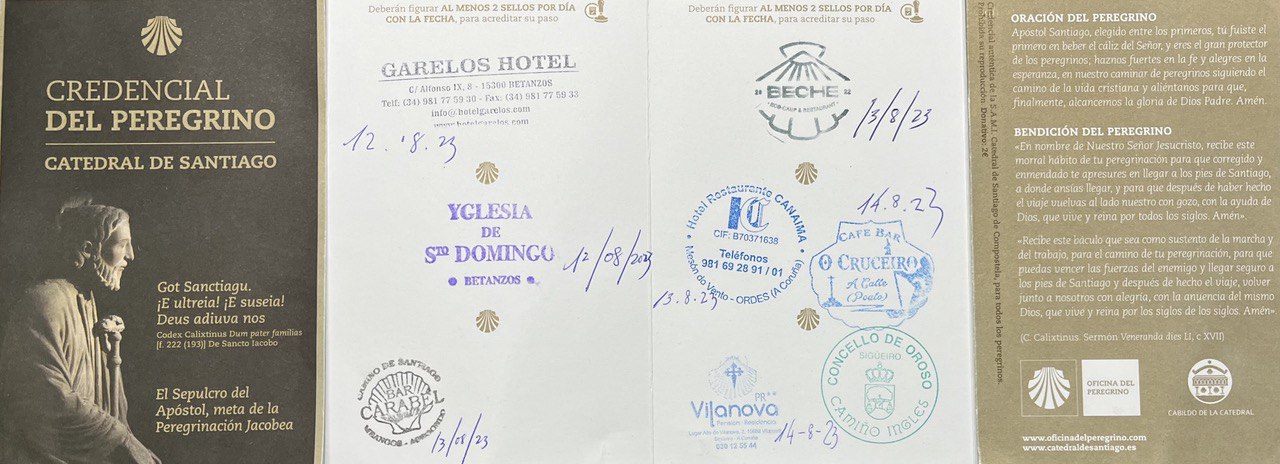 CREDENCIAL
DEL PEREGRINO
CATEDRAL DE SANTIAGO
Got Sanctiagu.
¡E ultreia! ¡E suseia!
Deus adiuva nos
Codex Calixtinus Dum pater familias
[f. 222 (193)] De Sancto Iacobo
El Sepulcro del
Apóstol, meta de la
Peregrinación Jacobea
Deberán figurar AL MENOS 2 SELLOS POR DÍA
CON LA FECHA, para acreditar su paso
GARELOS HOTEL
C/ Alfonso IX, 8 - 15300 BETANZOS
Telf: (34) 981 77 59 30 - Fax: (34) 981 77 59 33
info@hotelgarelos.com
www.hotelgarelos.com
12.8.23
YGLESIA
DE
STO DOMINGO
BETANZOS
12/08/2023
CAMINO DE SANTIAGO
BAR
CARABEL
13/08/23
Deberán figurar AL MENOS 2 SELLOS POR DÍA
CON LA FECHA, para acreditar su paso
20 BECHE 22
ECO-CAMP & RESTAURANT
13/8/23
Hotel Restaurante CANAIMA
CIF: B70371638
Teléfonos
981 69 28 91 / 01
Mesón do Vento - ORDES (A Coruña)
13.8.23
14.8.23
CAFE BAR
O CRUCEIRO
A Calle
(Poulo)
PR**
Vilanova
Pensión - Residencia
14-8-23
CONCELLO DE OROSO
SIGÜEIRO
CAMIÑO INGLÉS
Credencial autentica de la S.A.M.I. Catedral de Santiago de Compostela, para todos los peregrinos.
Prohibida su reproducción. Donativo: 2€
ORACIÓN DEL PEREGRINO
Apóstol Santiago, elegido entre los primeros, tú fuiste el
primero en beber el cáliz del Señor, y eres el gran protector
de los peregrinos; haznos fuertes en la fe y alegres en la
esperanza, en nuestro caminar de peregrinos siguiendo el
camino de la vida cristiana y aliéntanos para que,
finalmente, alcancemos la gloria de Dios Padre. Amén.
BENDICIÓN DEL PEREGRINO
«En nombre de Nuestro Señor Jesucristo, recibe este
morral hábito de tu peregrinación para que corregido y
enmendado te apresures en llegar a los pies de Santiago,
a donde ansías llegar, y para que después de haber hecho
el viaje vuelvas al lado nuestro con gozo, con la ayuda de
Dios, que vive y reina por todos los siglos. Amén».
«Recibe este báculo que sea como sustento de la marcha y
del trabajo, para el camino de tu peregrinación, para que
puedas vencer las fuerzas del enemigo y llegar seguro a
los pies de Santiago y después de hecho el viaje, volver
junto a nosotros con alegría, con la anuencia del mismo
Dios, que vive y reina por los siglos de los siglos. Amén».
(C. Calixtinus. Sermón Veneranda dies LI, c XVII)
OFICINA DEL
PEREGRINO
CABILDO DE LA CATEDRAL
www.oficinadelperegrino.com
www.catedraldesantiago.es